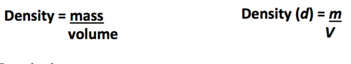 Density = mass
volume
Density (d) = m
V